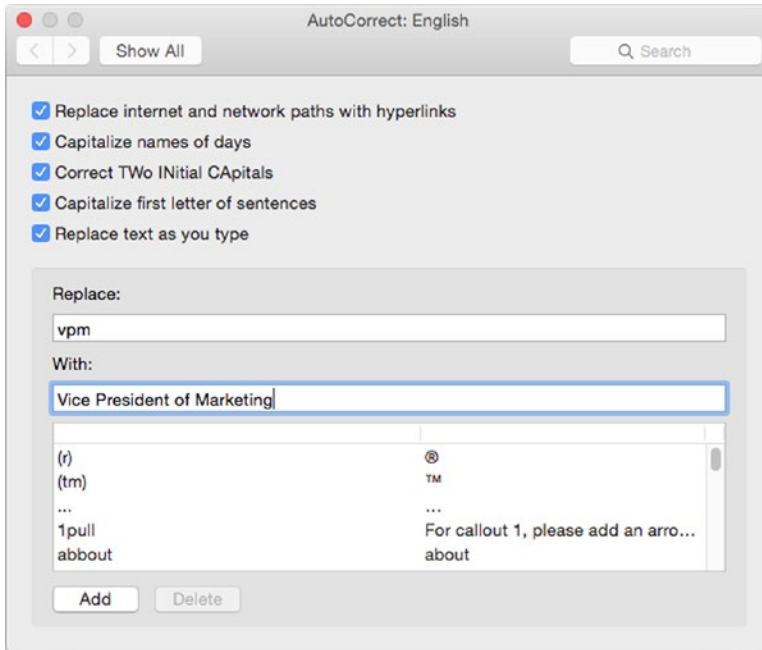 AutoCorrect: English
Show All
Search
Replace internet and network paths with hyperlinks
Capitalize names of days
Correct TWo INitial CApitals
Capitalize first letter of sentences
Replace text as you type
Replace:
vpm
With:
Vice President of Marketing
(r) ®
(tm) ™
... …
1pull For callout 1, please add an arro…
abbout about
Add Delete